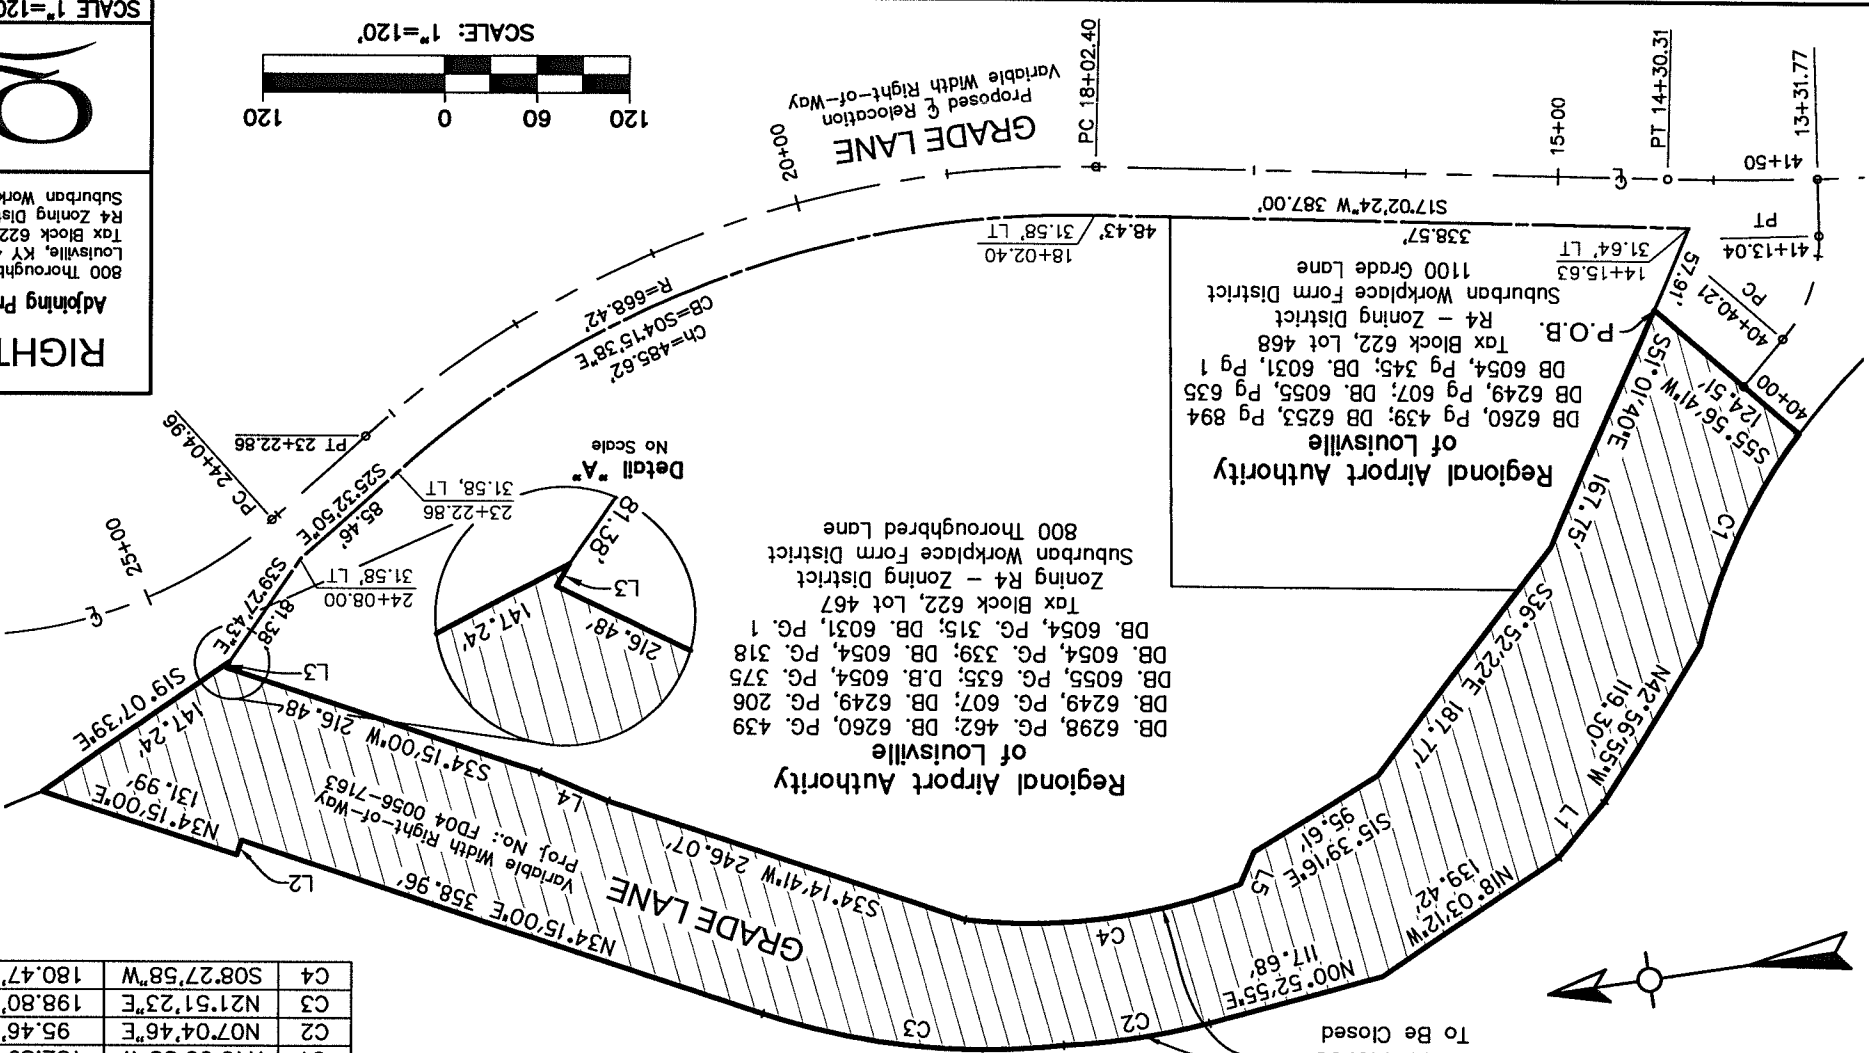 To Be Closed
C2 N07°04'46"E 95.46'
C3 N21°51'23"E 198.80'
C4 S08°27'58"W 180.47'
N00°52'55"E
117.68'
C2
C3
C4
N18°03'12"W
139.42'
L1
N42°56'55"W
119.30'
C1
GRADE LANE
Variable Width Right-of-Way
Proj No.: FD04 0056-7163
N34°15'00"E 358.96'
L2
N34°15'00"E
131.99'
S34°14'41"W 246.07'
L4
S34°15'00"W
216.48'
L3
S19°07'39"E
147.24'
L5
S15°39'16"E
95.61'
S36°52'22"E
187.77'
S51°01'40"E 167.75'
S55°56'41"W
124.51'
40+00
Regional Airport Authority
of Louisville
DB. 6298, PG. 462; DB. 6260, PG. 439
DB. 6249, PG. 607; DB. 6249, PG. 206
DB. 6055, PG. 635; D.B. 6054, PG. 375
DB. 6054, PG. 339; DB. 6054, PG. 318
DB. 6054, PG. 315; DB. 6031, PG. 1
Tax Block 622, Lot 467
Zoning R4 - Zoning District
Suburban Workplace Form District
800 Thoroughbred Lane
216.48'
147.24'
L3
81.38'
Detail "A"
No Scale
S39°27'43"E
81.38'
24+08.00
31.58' LT
23+22.86
31.58, LT
S25°32'50"E
85.46'
25+00
PC 24+04.96
PT 23+22.86
Regional Airport Authority
of Louisville
DB 6260, Pg 439; DB 6253, Pg 894
DB 6249, Pg 607; DB. 6055, Pg 635
DB 6054, Pg 345; DB. 6031, Pg 1
Tax Block 622, Lot 468
R4 - Zoning District
Suburban Workplace Form District
1100 Grade Lane
P.O.B.
57.91'
40+40.21
PC
41+13.04
PT
41+50
13+31.77
14+15.63
31.64' LT
338.57'
S17°02'24"W 387.00'
48.43'
18+02.40
31.58' LT
Ch=485.62'
CB=S04°15'38"E
R=668.42'
PT 14+30.31
15+00
PC 18+02.40
20+00
GRADE LANE
Proposed ℄ Relocation
Variable Width Right-of-Way
RIGHT
Adjoining Pr
800 Thoroughb
Louisville, KY
Tax Block 622
R4 Zoning Dist
Suburban Work
120 60 0 120
SCALE: 1"=120'
SCALE 1"=120